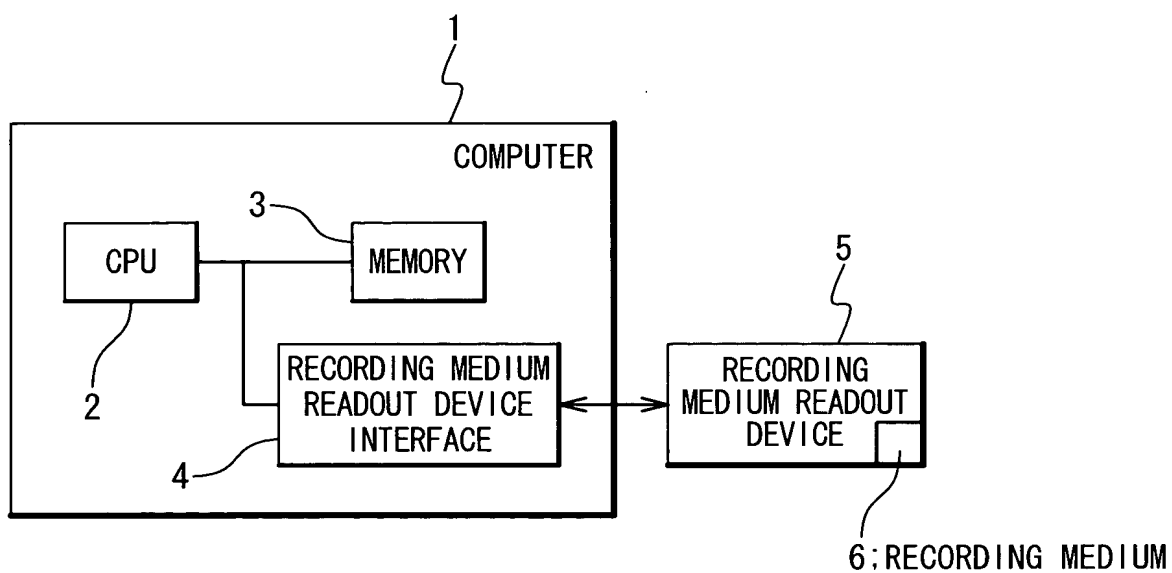 1
COMPUTER
3
CPU
MEMORY
5
2
RECORDING MEDIUM
READOUT DEVICE
INTERFACE
RECORDING
MEDIUM READOUT
DEVICE
4
6;RECORDING MEDIUM